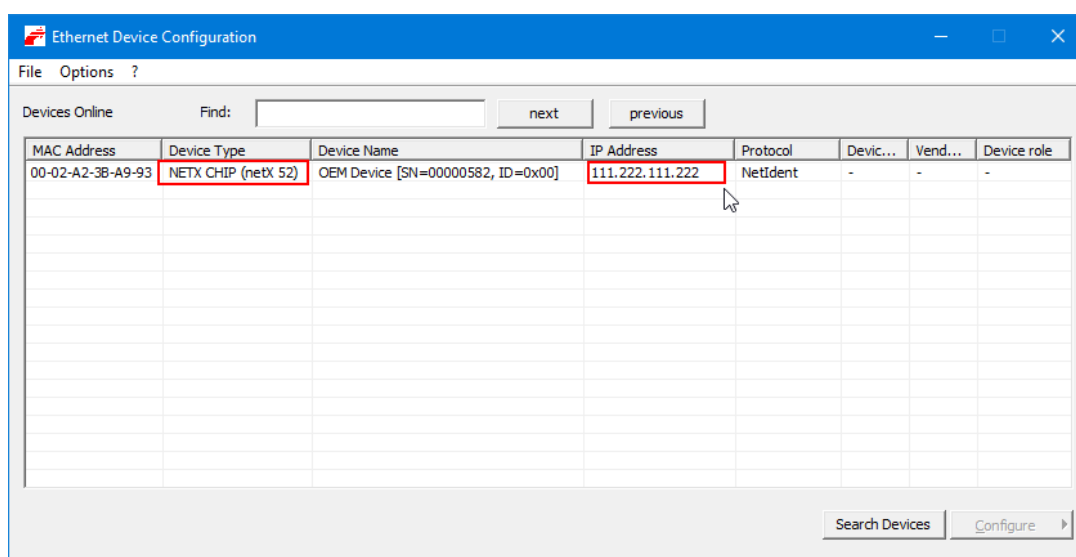 Ethernet Device Configuration
File Options ?
Devices Online Find: next previous
MAC Address Device Type Device Name IP Address Protocol Devic... Vend... Device role
00-02-A2-3B-A9-93 NETX CHIP (netX 52) OEM Device [SN=00000582, ID=0x00] 111.222.111.222 NetIdent - - -
Search Devices Configure